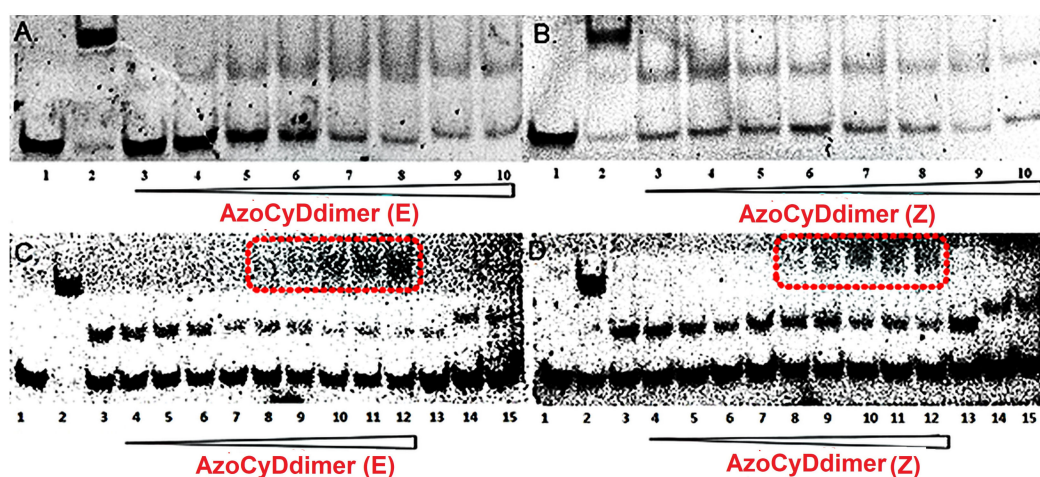 A.
B.
1 2 3 4 5 6 7 8 9 10
1 2 3 4 5 6 7 8 9 10
AzoCyDdimer (E)
AzoCyDdimer (Z)
C.
D
1 2 3 4 5 6 7 8 9 10 11 12 13 14 15
1 2 3 4 5 6 7 8 9 10 11 12 13 14 15
AzoCyDdimer (E)
AzoCyDdimer (Z)